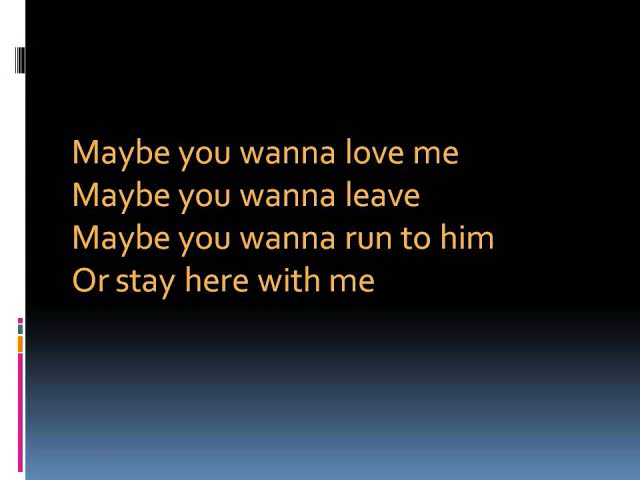 Maybe you wanna love me
Maybe you wanna leave
Maybe you wanna run to him
Or stay here with me